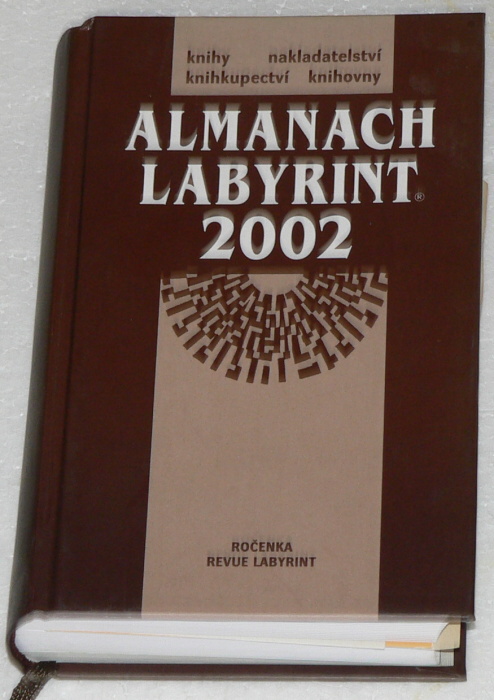 knihy nakladatelství
knihkupectví knihovny
ALMANACH
LABYRINT®
2002
ROČENKA
REVUE LABYRINT